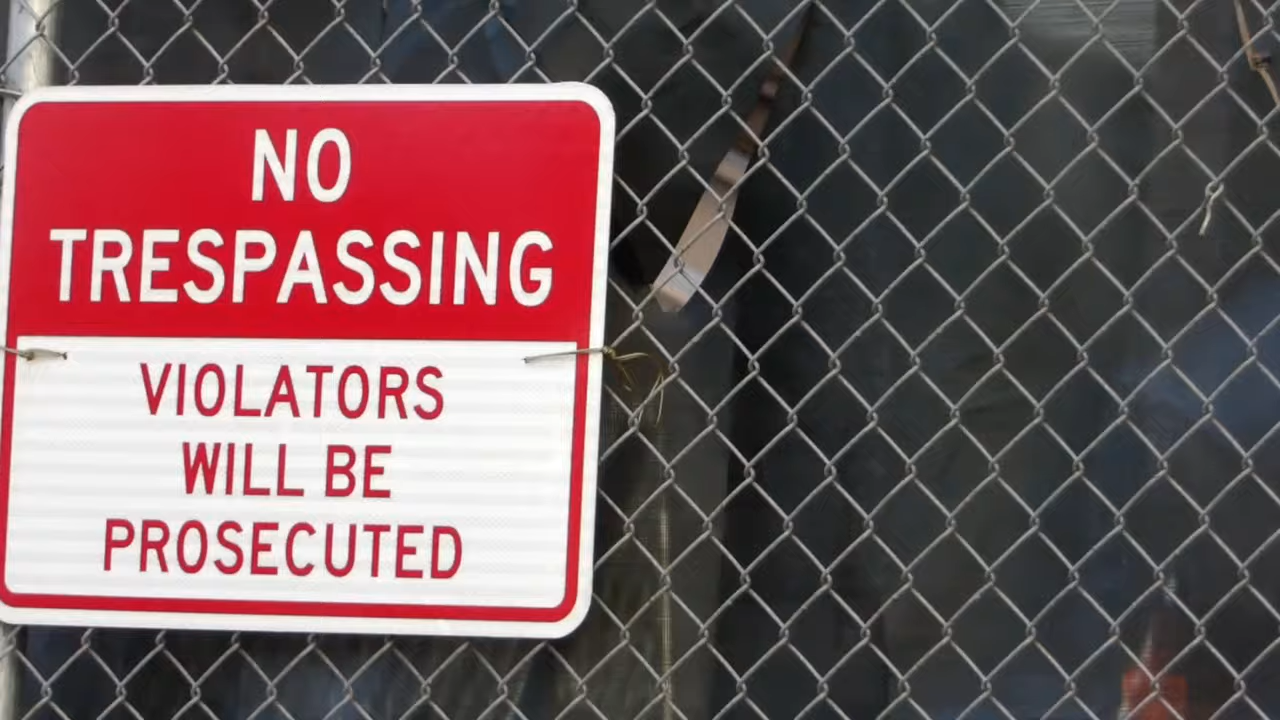 NO
TRESPASSING
VIOLATORS
WILL BE
PROSECUTED